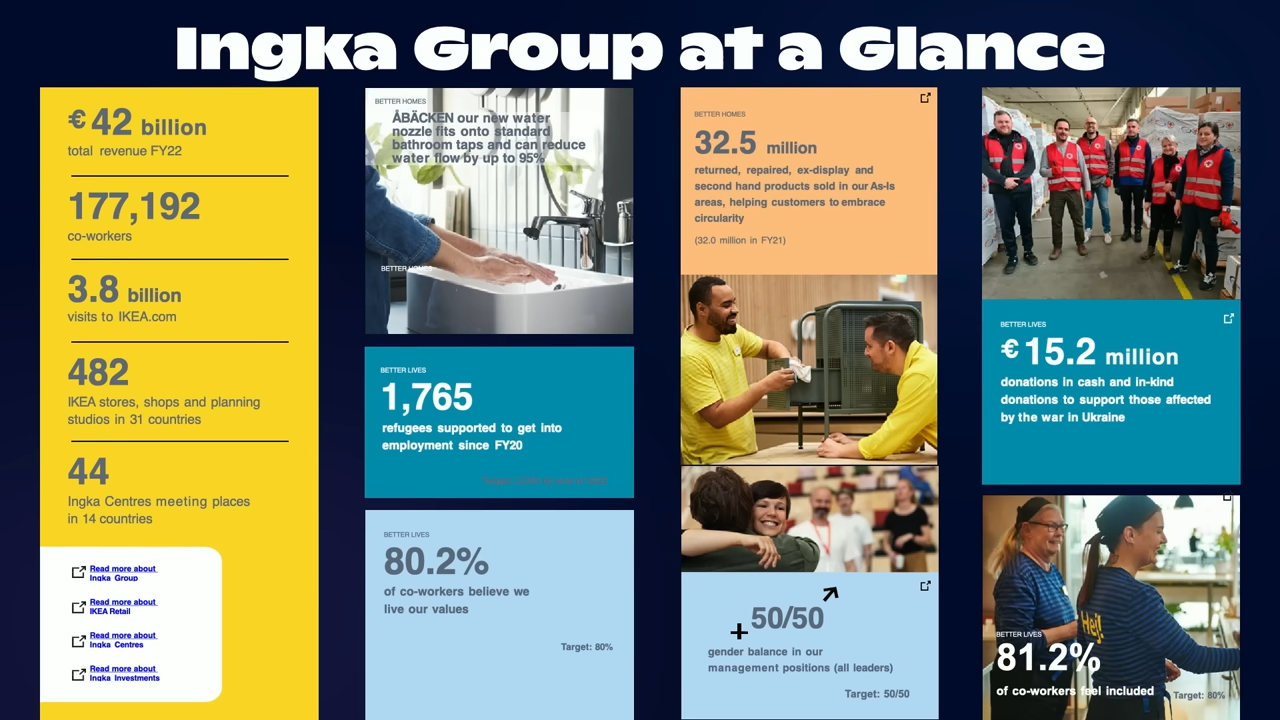 Ingka Group at a Glance
€ 42 billion
total revenue FY22
177,192
co-workers
3.8 billion
visits to IKEA.com
482
IKEA stores, shops and planning
studios in 31 countries
44
Ingka Centres meeting places
in 14 countries
Read more about
Ingka Group
Read more about
IKEA Retail
Read more about
Ingka Centres
Read more about
Ingka Investments
BETTER HOMES
ÅBÄCKEN our new water
nozzle fits onto standard
bathroom taps and can reduce
water flow by up to 95%
BETTER HOMES
BETTER LIVES
1,765
refugees supported to get into
employment since FY20
BETTER LIVES
80.2%
of co-workers believe we
live our values
Target: 80%
BETTER HOMES
32.5 million
returned, repaired, ex-display and
second hand products sold in our As-Is
areas, helping customers to embrace
circularity
(32.0 million in FY21)
+50/50
gender balance in our
management positions (all leaders)
Target: 50/50
BETTER LIVES
€ 15.2 million
donations in cash and in-kind
donations to support those affected
by the war in Ukraine
Hej!
BETTER LIVES
81.2%
of co-workers feel included
Target: 80%